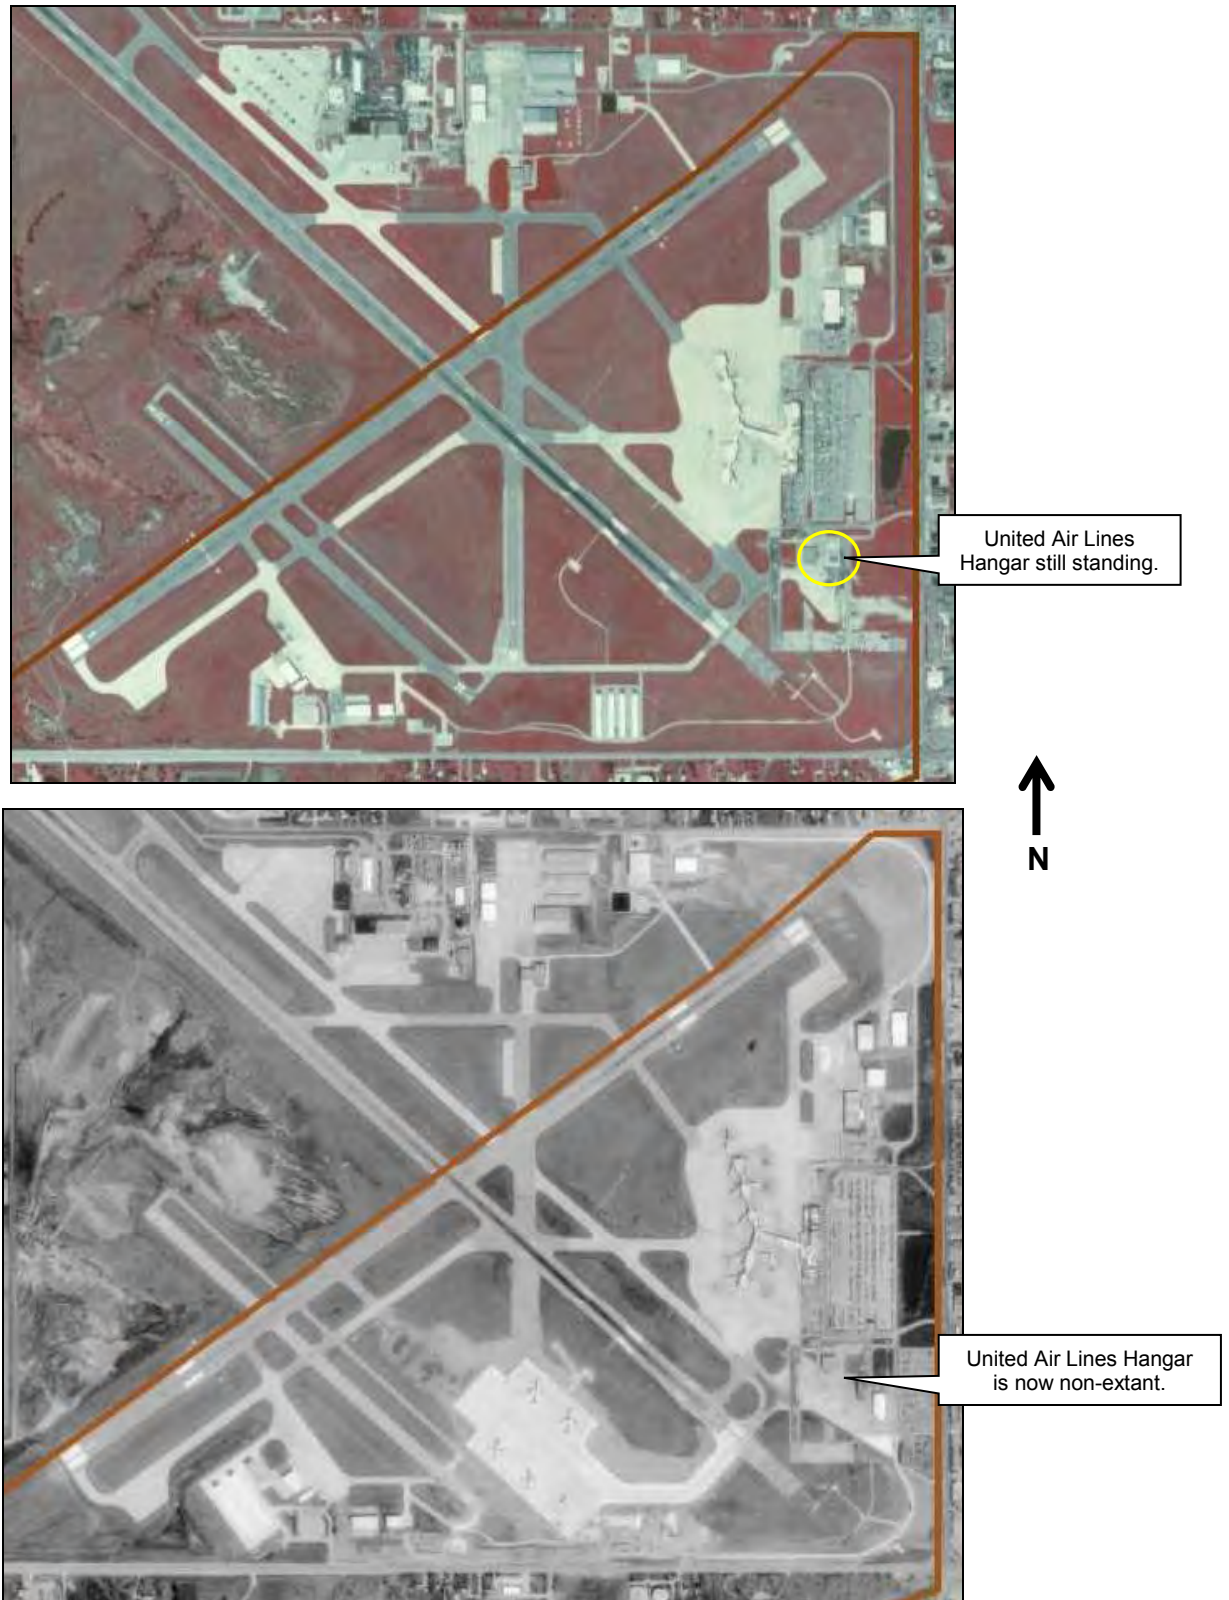 United Air Lines
Hangar still standing.
N
United Air Lines Hangar
is now non-extant.